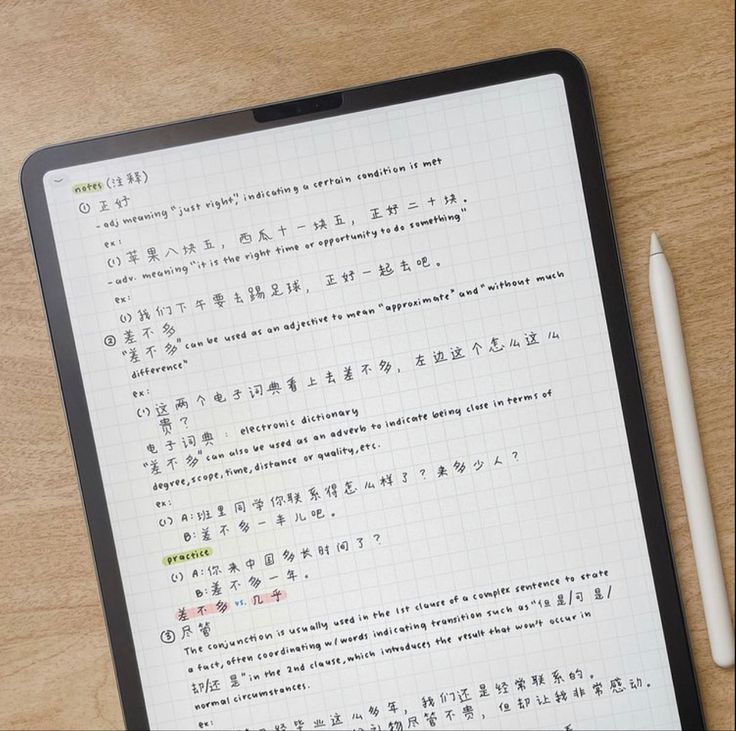 notes (注释)
① 正好
- adj meaning "just right," indicating a certain condition is met
ex:
(1) 苹果八块五，西瓜十一块五，正好二十块。
- adv. meaning "it is the right time or opportunity to do something"
ex:
(1) 我们下午要去踢足球，正好一起去吧。
② 差不多
"差不多" can be used as an adjective to mean "approximate" and "without much
difference"
ex:
(1) 这两个电子词典看上去差不多，左边这个怎么这么
贵？
电子词典: electronic dictionary
"差不多" can also be used as an adverb to indicate being close in terms of
degree, scope, time, distance or quality, etc.
ex:
(1) A: 班里同学你联系得怎么样了？来多少人？
B: 差不多一半儿吧。
practice
(1) A: 你来中国多长时间了？
B: 差不多一年。
差不多 vs. 几乎
③ 尽管
The conjunction is usually used in the 1st clause of a complex sentence to state
a fact, often coordinating w/ words indicating transition such as "但是/可是/
却/还是" in the 2nd clause, which introduces the result that won't occur in
normal circumstances.
ex:
毕业这么多年，我们还是经常联系的。
礼物尽管不贵，但却让我非常感动。